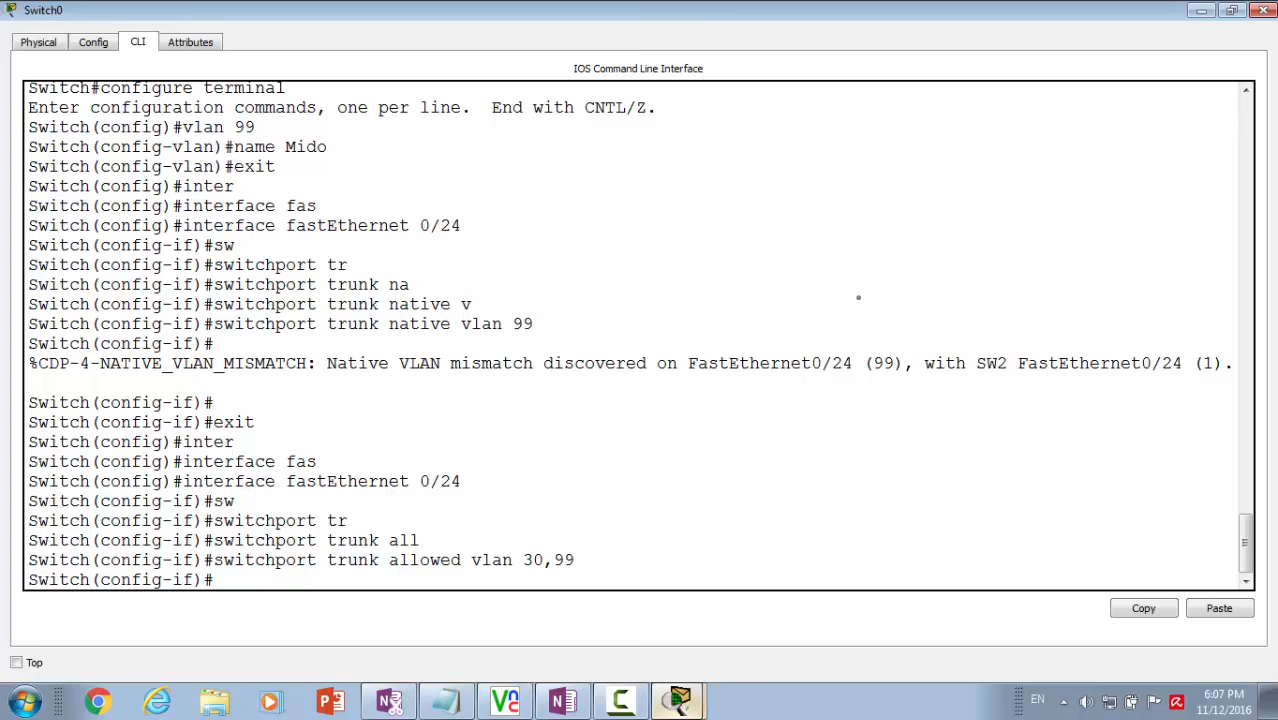 Switch0
Physical Config CLI Attributes
IOS Command Line Interface
Switch#configure terminal
Enter configuration commands, one per line.  End with CNTL/Z.
Switch(config)#vlan 99
Switch(config-vlan)#name Mido
Switch(config-vlan)#exit
Switch(config)#inter
Switch(config)#interface fas
Switch(config)#interface fastEthernet 0/24
Switch(config-if)#sw
Switch(config-if)#switchport tr
Switch(config-if)#switchport trunk na
Switch(config-if)#switchport trunk native v
Switch(config-if)#switchport trunk native vlan 99
Switch(config-if)#
%CDP-4-NATIVE_VLAN_MISMATCH: Native VLAN mismatch discovered on FastEthernet0/24 (99), with SW2 FastEthernet0/24 (1).
Switch(config-if)#
Switch(config-if)#exit
Switch(config)#inter
Switch(config)#interface fas
Switch(config)#interface fastEthernet 0/24
Switch(config-if)#sw
Switch(config-if)#switchport tr
Switch(config-if)#switchport trunk all
Switch(config-if)#switchport trunk allowed vlan 30,99
Switch(config-if)#
Copy Paste
Top
EN
6:07 PM
11/12/2016